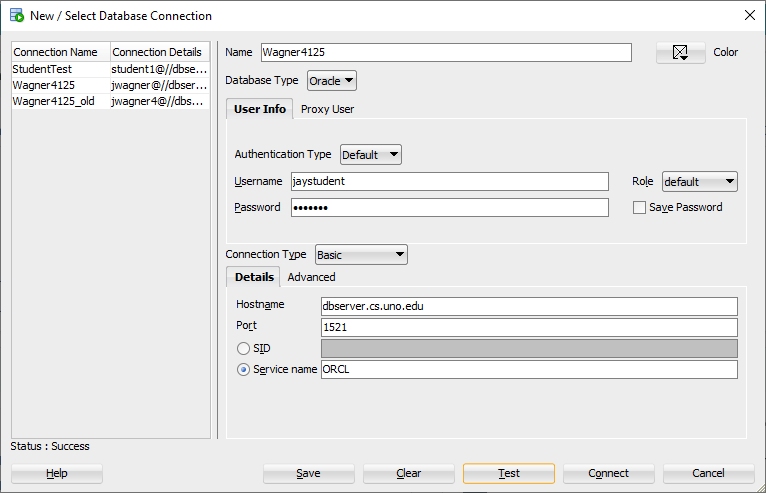 New / Select Database Connection
Connection Name Connection Details
StudentTest student1@//dbse...
Wagner4125 jwagner@//dbser...
Wagner4125_old jwagner4@//dbs...
Name Wagner4125 Color
Database Type Oracle
User Info Proxy User
Authentication Type Default
Username jaystudent Role default
Password ••••••• Save Password
Connection Type Basic
Details Advanced
Hostname dbserver.cs.uno.edu
Port 1521
SID
Service name ORCL
Status : Success
Help Save Clear Test Connect Cancel